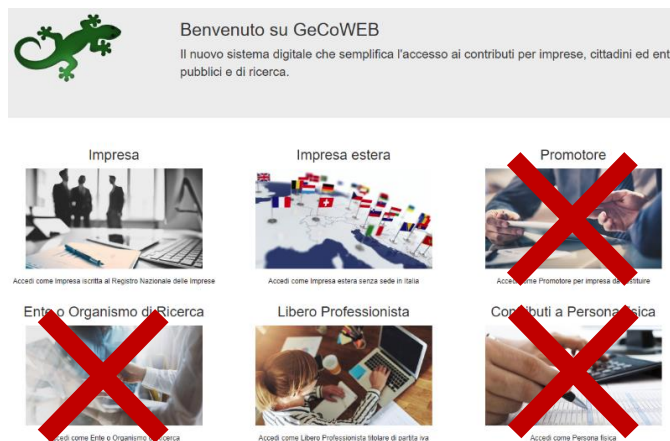 Benvenuto su GeCoWEB
Il nuovo sistema digitale che semplifica l'accesso ai contributi per imprese, cittadini ed ent
pubblici e di ricerca.
Impresa
Impresa estera
Promotore
Accedi come Impresa iscritta al Registro Nazionale delle Imprese
Accedi come Impresa estera senza sede in Italia
come Promotore per impresa da
Ente o Organismo di Ricerca
Libero Professionista
Contributi a Persona fisica
Accedi come Ente o Organismo di Ricerca
Accedi come Libero Professionista titolare di partita iva
Accedi come Persona fisica